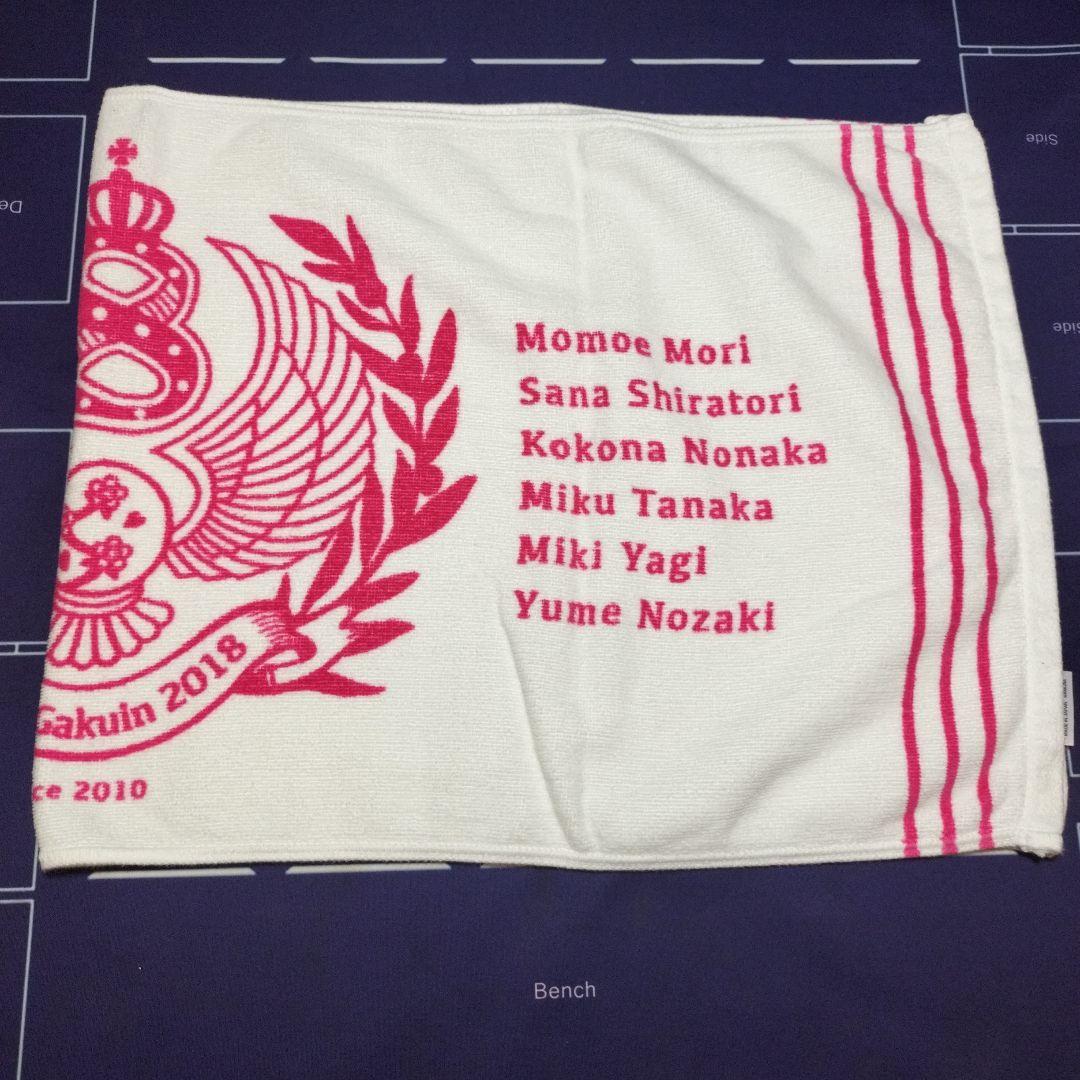 Side
De
Side
Momoe Mori
Sana Shiratori
Kokona Nonaka
Miku Tanaka
Miki Yagi
Yume Nozaki
Gakuin 2018
ce 2010
Bench